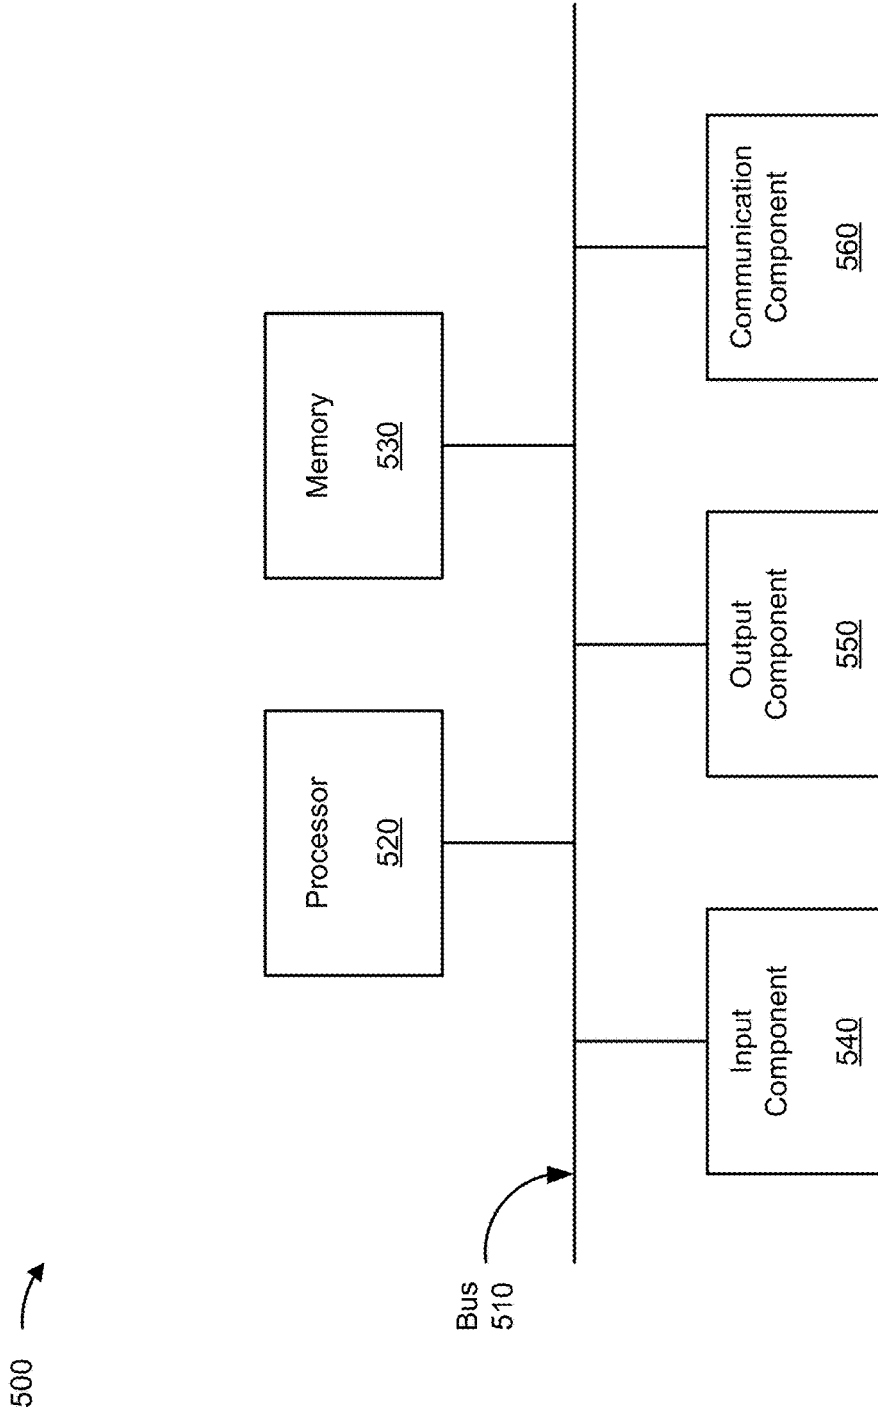 500
Bus
510
Processor
520
Memory
530
Input
Component
540
Output
Component
550
Communication
Component
560